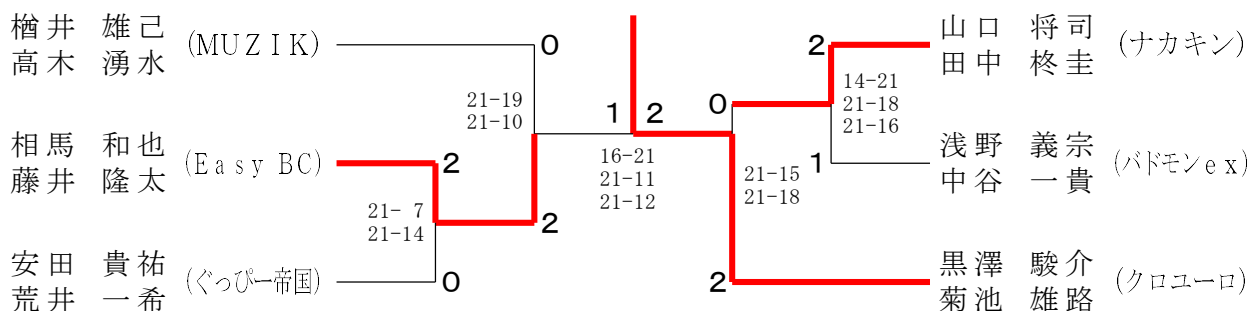 楢井 雄己
高木 湧水
(MUZIK)
0
21-19
21-10
相馬 和也
藤井 隆太
(Easy BC)
2
21- 7
21-14
2
安田 貴祐
荒井 一希
(ぐっぴー帝国)
0
1 2
16-21
21-11
21-12
山口 将司
田中 柊圭
(ナカキン)
2
14-21
21-18
21-16
0
浅野 義宗
中谷 一貴
(バドモンex)
1
21-15
21-18
黒澤 駿介
菊池 雄路
(クロユーロ)
2